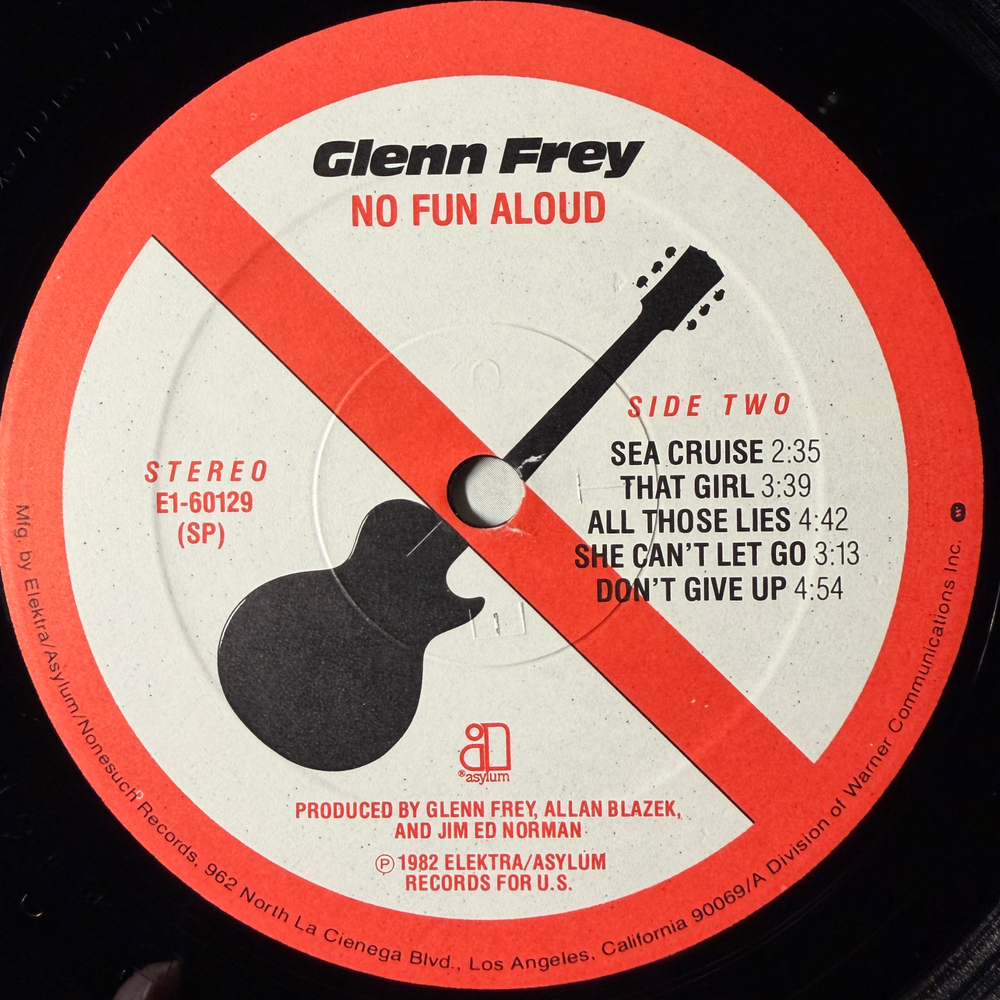 Glenn Frey
NO FUN ALOUD
SIDE TWO
SEA CRUISE 2:35
THAT GIRL 3:39
ALL THOSE LIES 4:42
SHE CAN'T LET GO 3:13
DON'T GIVE UP 4:54
STEREO
E1-60129
(SP)
®asylum
PRODUCED BY GLENN FREY, ALLAN BLAZEK,
AND JIM ED NORMAN
℗ 1982 ELEKTRA/ASYLUM
RECORDS FOR U.S.
Mfg. by Elektra/Asylum/Nonesuch Records, 962 North La Cienega Blvd., Los Angeles, California 90069/A Division of Warner Communications Inc.